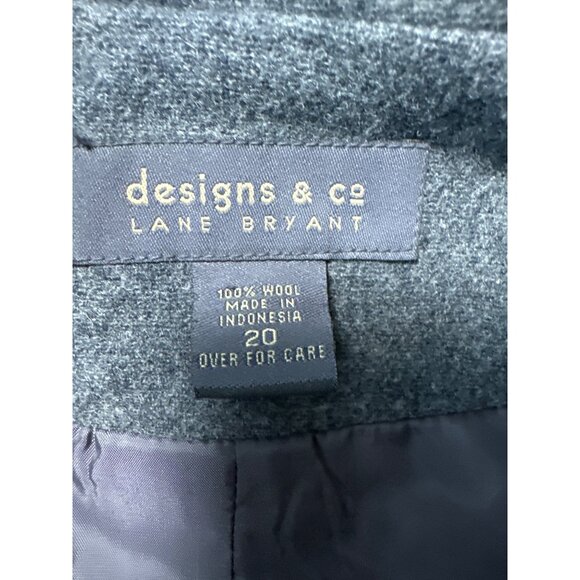 designs & co
LANE BRYANT
100% WOOL
MADE IN
INDONESIA
20
OVER FOR CARE